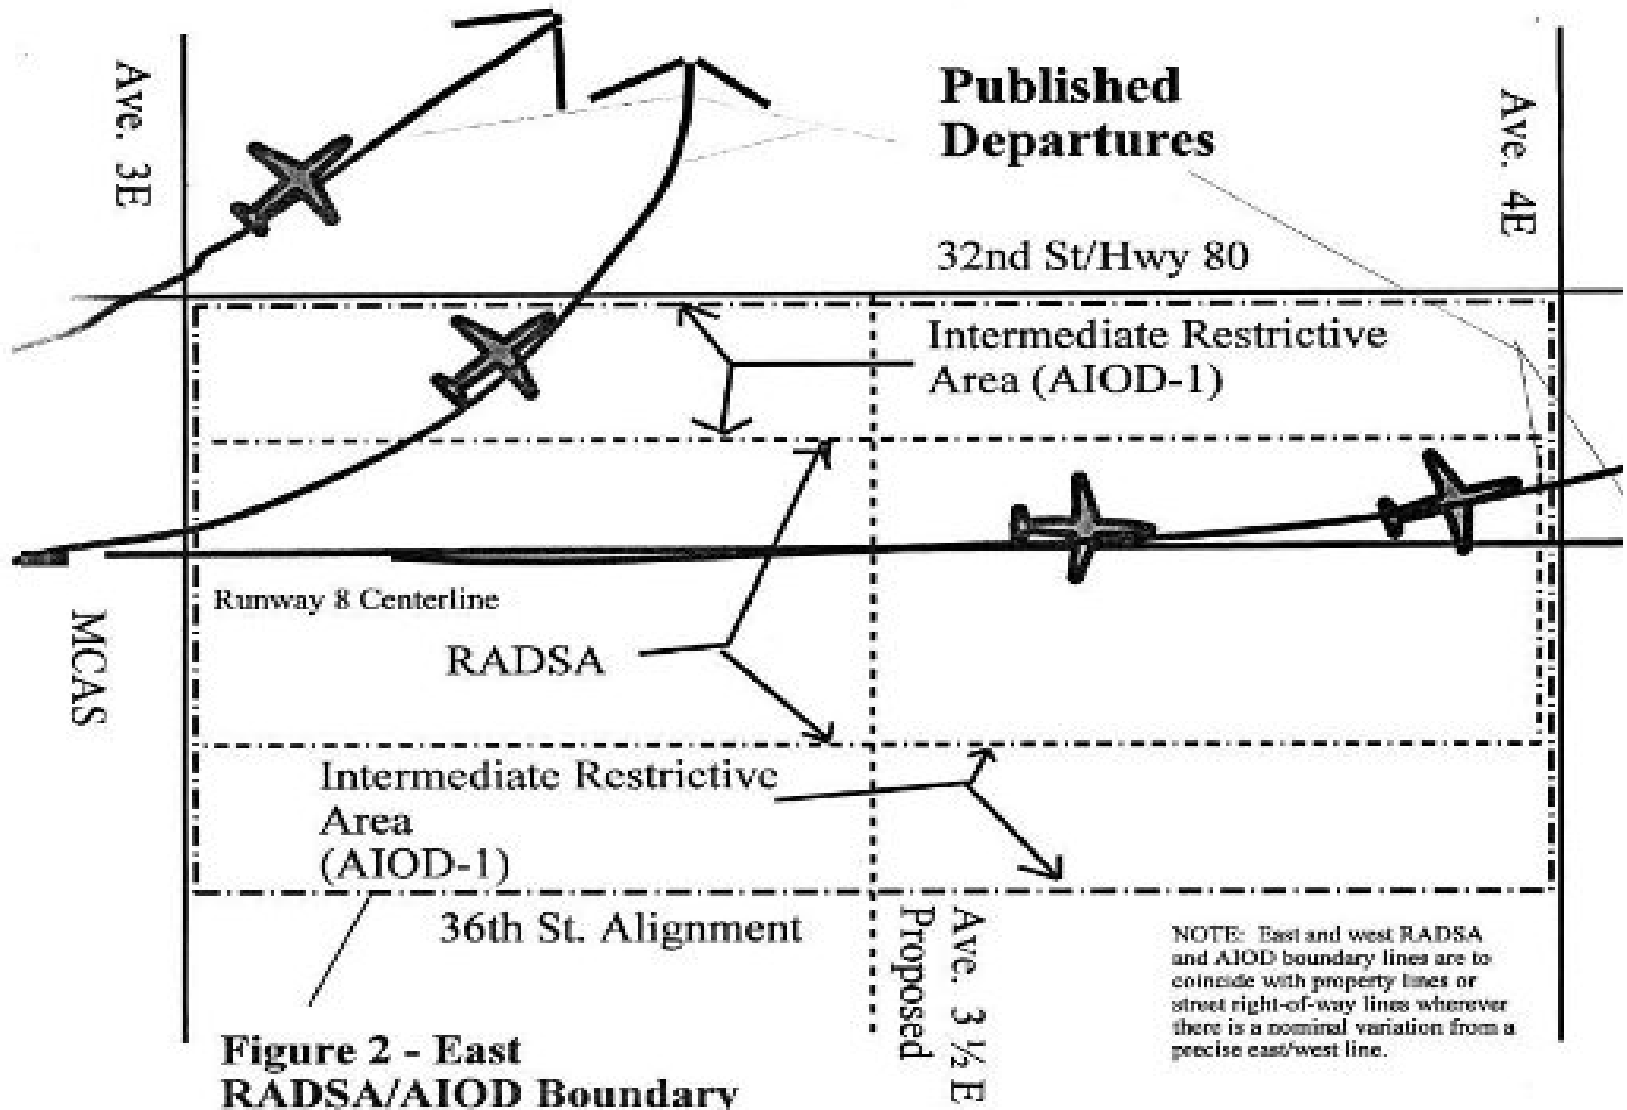 Ave. 3E
Published
Departures
Ave. 4E
32nd St/Hwy 80
Intermediate Restrictive
Area (AIOD-1)
Runway 8 Centerline
MCAS
RADSA
Intermediate Restrictive
Area
(AIOD-1)
36th St. Alignment
Ave. 3 ½ E
Proposed
NOTE: East and west RADSA
and AIOD boundary lines are to
coincide with property lines or
street right-of-way lines wherever
there is a nominal variation from a
precise east/west line.
Figure 2 - East
RADSA/AIOD Boundary